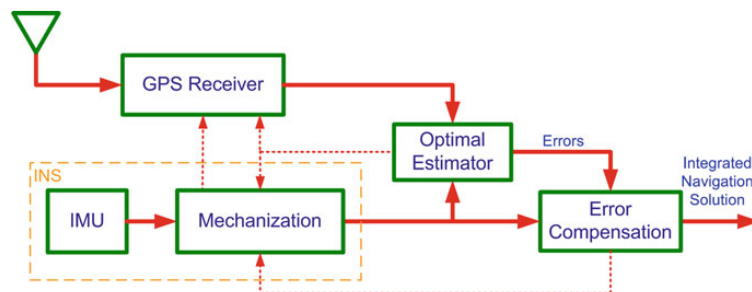 GPS Receiver
Optimal
Estimator
Errors
Integrated
Navigation
Solution
INS
IMU
Mechanization
Error
Compensation